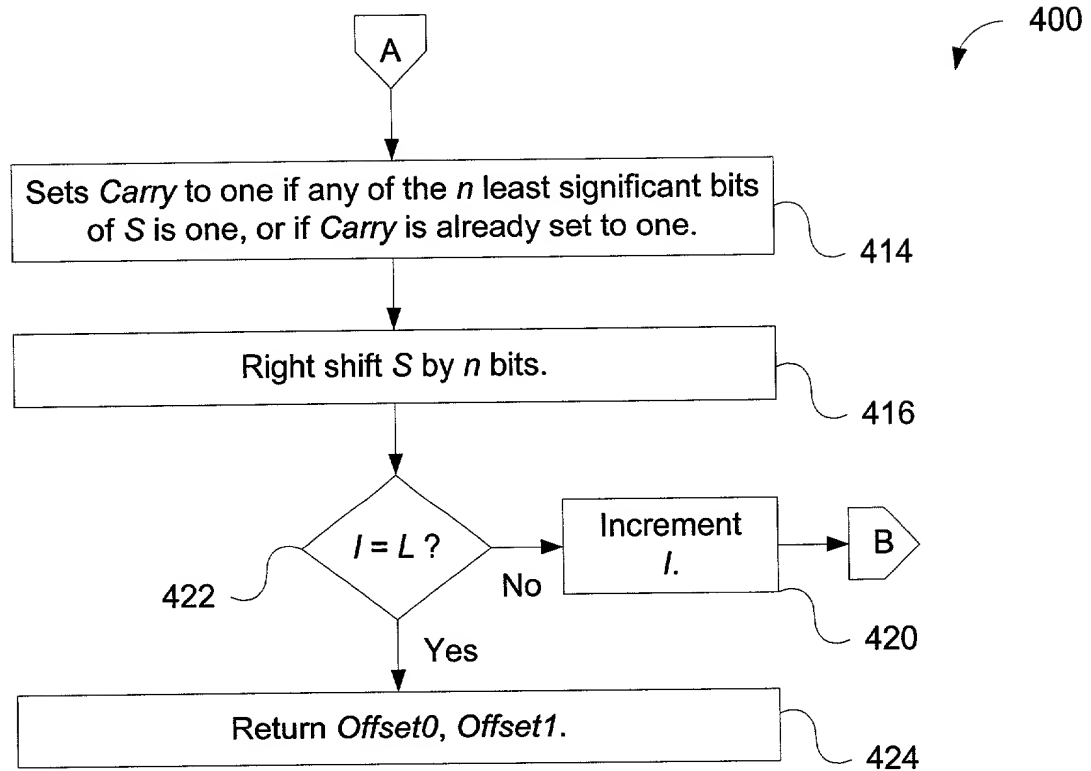 400
A
Sets Carry to one if any of the n least significant bits
of S is one, or if Carry is already set to one.
414
Right shift S by n bits.
416
I = L ?
Increment
I.
B
No
422
420
Yes
Return Offset0, Offset1.
424